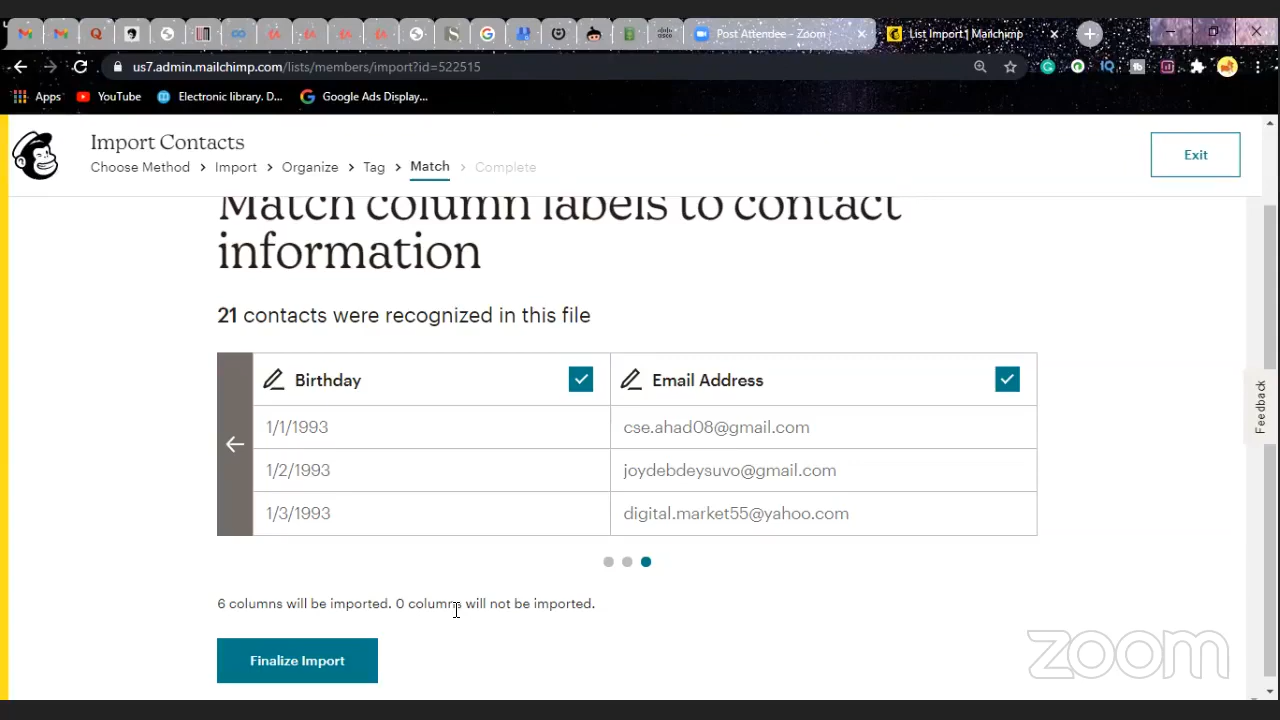 Post Attendee - Zoom
List Import | Mailchimp
us7.admin.mailchimp.com/lists/members/import?id=522515
Apps
YouTube
Electronic library. D...
Google Ads Display...
Import Contacts
Choose Method > Import > Organize > Tag > Match > Complete
Exit
Match column labels to contact
information
21 contacts were recognized in this file
Birthday
Email Address
1/1/1993
cse.ahad08@gmail.com
1/2/1993
joydebdeysuvo@gmail.com
1/3/1993
digital.market55@yahoo.com
Feedback
6 columns will be imported. 0 columns will not be imported.
Finalize Import
zoom